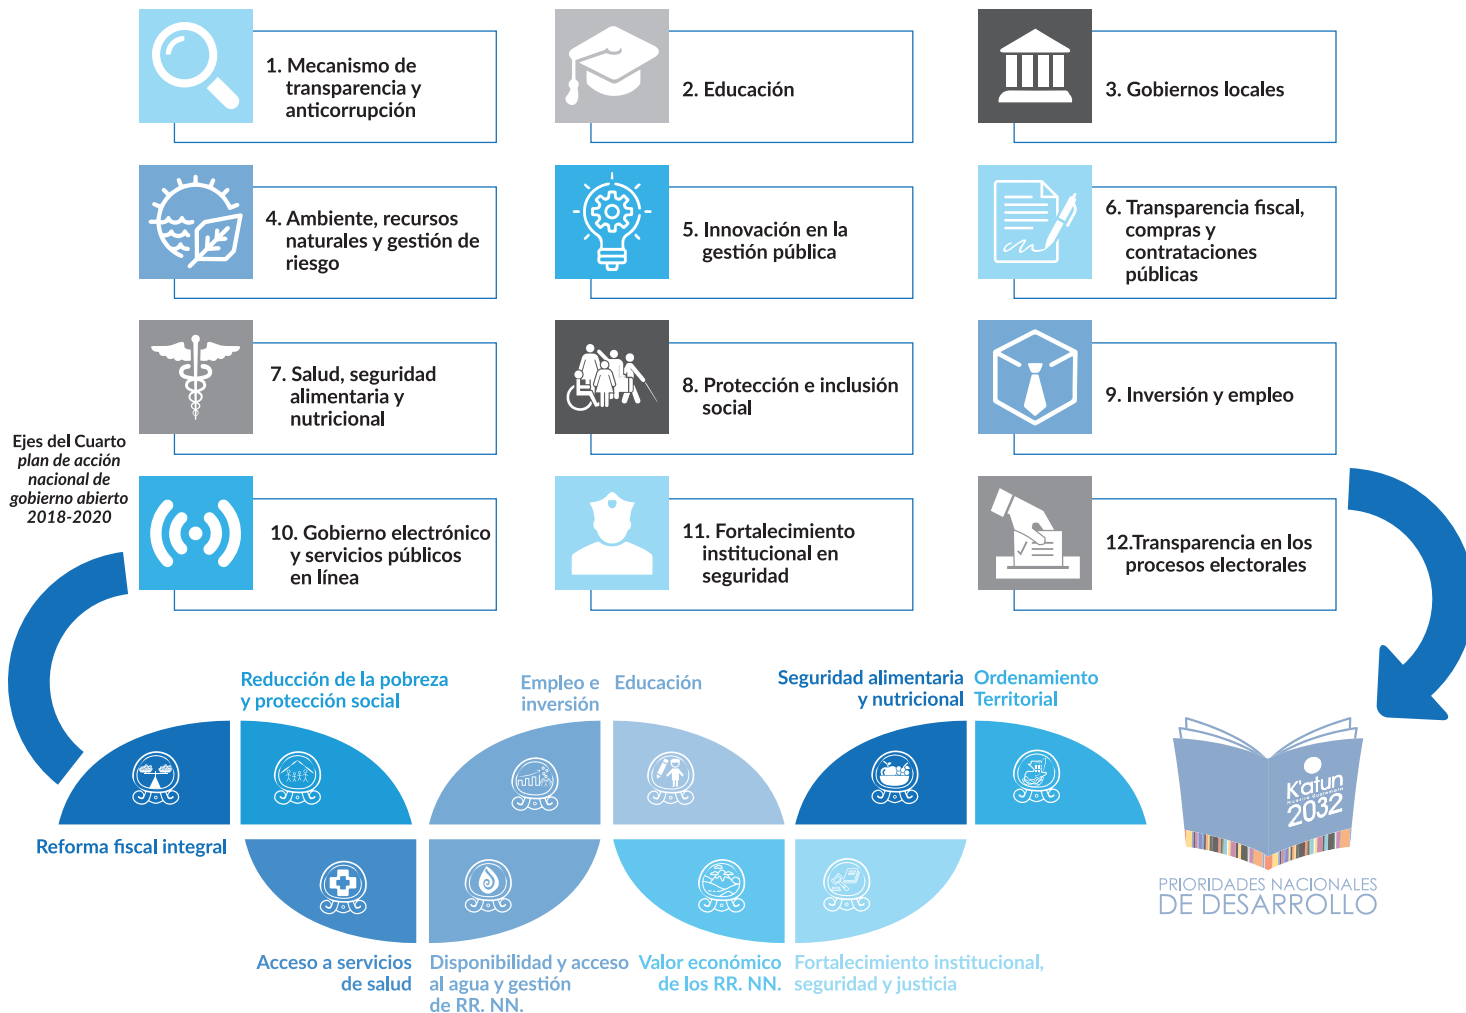 1. Mecanismo de
transparencia y
anticorrupción
2. Educación
3. Gobiernos locales
4. Ambiente, recursos
naturales y gestión de
riesgo
5. Innovación en la
gestión pública
6. Transparencia fiscal,
compras y
contrataciones
públicas
7. Salud, seguridad
alimentaria y
nutricional
8. Protección e inclusión
social
9. Inversión y empleo
Ejes del Cuarto
plan de acción
nacional de
gobierno abierto
2018-2020
10. Gobierno electrónico
y servicios públicos
en línea
11. Fortalecimiento
institucional en
seguridad
12.Transparencia en los
procesos electorales
Reducción de la pobreza
y protección social
Empleo e
inversión
Educación
Seguridad alimentaria
y nutricional
Ordenamiento
Territorial
Reforma fiscal integral
Acceso a servicios
de salud
Disponibilidad y acceso
al agua y gestión
de RR. NN.
Valor económico
de los RR. NN.
Fortalecimiento institucional,
seguridad y justicia
K'atun
2032
PRIORIDADES NACIONALES
DE DESARROLLO